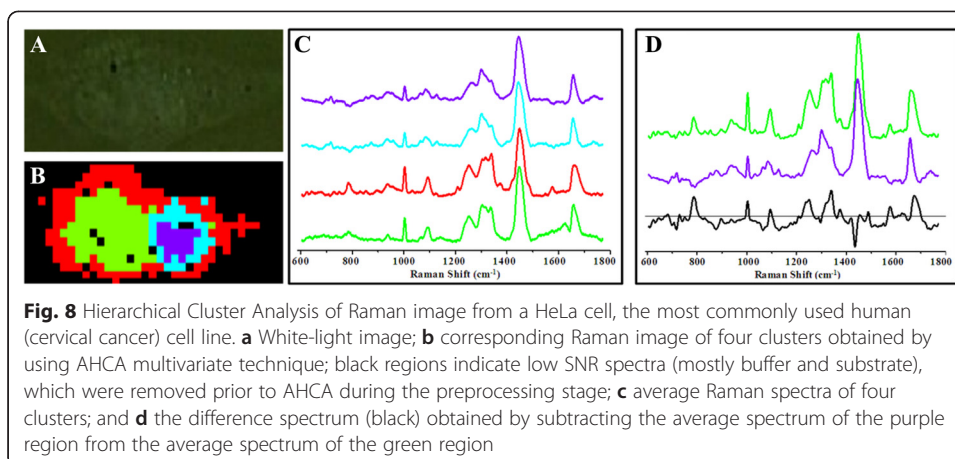 A
B
C
600 800 1000 1200 1400 1600 1800
Raman Shift (cm-1)
D
600 800 1000 1200 1400 1600 1800
Raman Shift (cm-1)
Fig. 8 Hierarchical Cluster Analysis of Raman image from a HeLa cell, the most commonly used human
(cervical cancer) cell line. a White-light image; b corresponding Raman image of four clusters obtained by
using AHCA multivariate technique; black regions indicate low SNR spectra (mostly buffer and substrate),
which were removed prior to AHCA during the preprocessing stage; c average Raman spectra of four
clusters; and d the difference spectrum (black) obtained by subtracting the average spectrum of the purple
region from the average spectrum of the green region